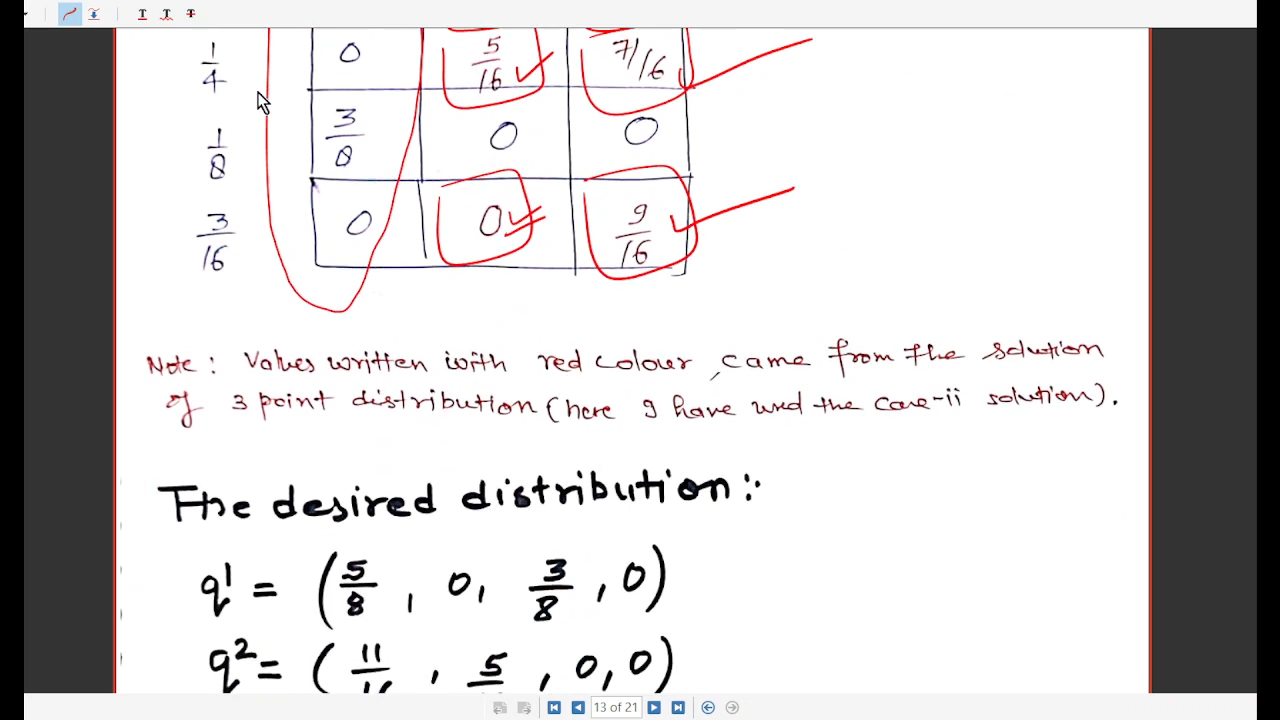 1/4 0 5/16 7/16
1/8 3/8 0 0
3/16 0 0 9/16
Note: Values written with red colour, came from the solution
of 3 point distribution (here I have used the case-ii solution).
The desired distribution:
q¹ = (5/8, 0, 3/8, 0)
q² = (11/16, 5/, 0, 0)
13 of 21